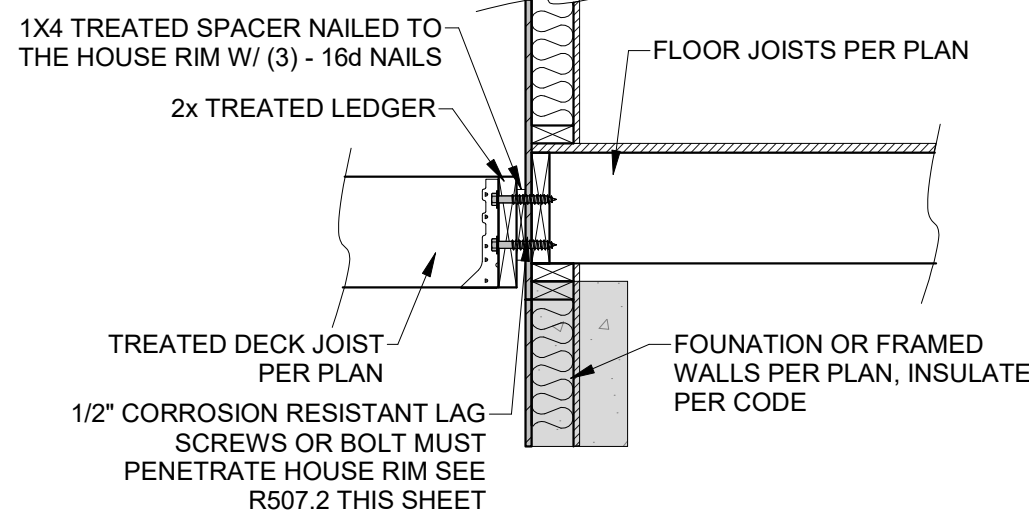 1X4 TREATED SPACER NAILED TO
THE HOUSE RIM W/ (3) - 16d NAILS
2x TREATED LEDGER
FLOOR JOISTS PER PLAN
TREATED DECK JOIST
PER PLAN
1/2" CORROSION RESISTANT LAG
SCREWS OR BOLT MUST
PENETRATE HOUSE RIM SEE
R507.2 THIS SHEET
FOUNATION OR FRAMED
WALLS PER PLAN, INSULATE
PER CODE